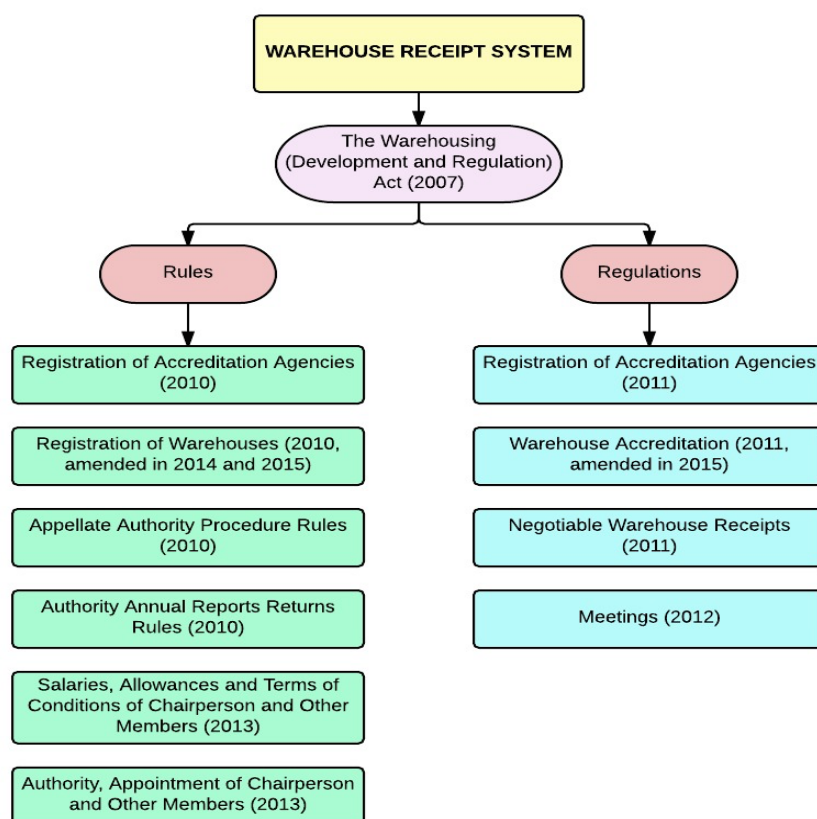 WAREHOUSE RECEIPT SYSTEM
The Warehousing
(Development and Regulation)
Act (2007)
Rules
Regulations
Registration of Accreditation Agencies
(2010)
Registration of Warehouses (2010,
amended in 2014 and 2015)
Appellate Authority Procedure Rules
(2010)
Authority Annual Reports Returns
Rules (2010)
Salaries, Allowances and Terms of
Conditions of Chairperson and Other
Members (2013)
Authority, Appointment of Chairperson
and Other Members (2013)
Registration of Accreditation Agencies
(2011)
Warehouse Accreditation (2011,
amended in 2015)
Negotiable Warehouse Receipts
(2011)
Meetings (2012)